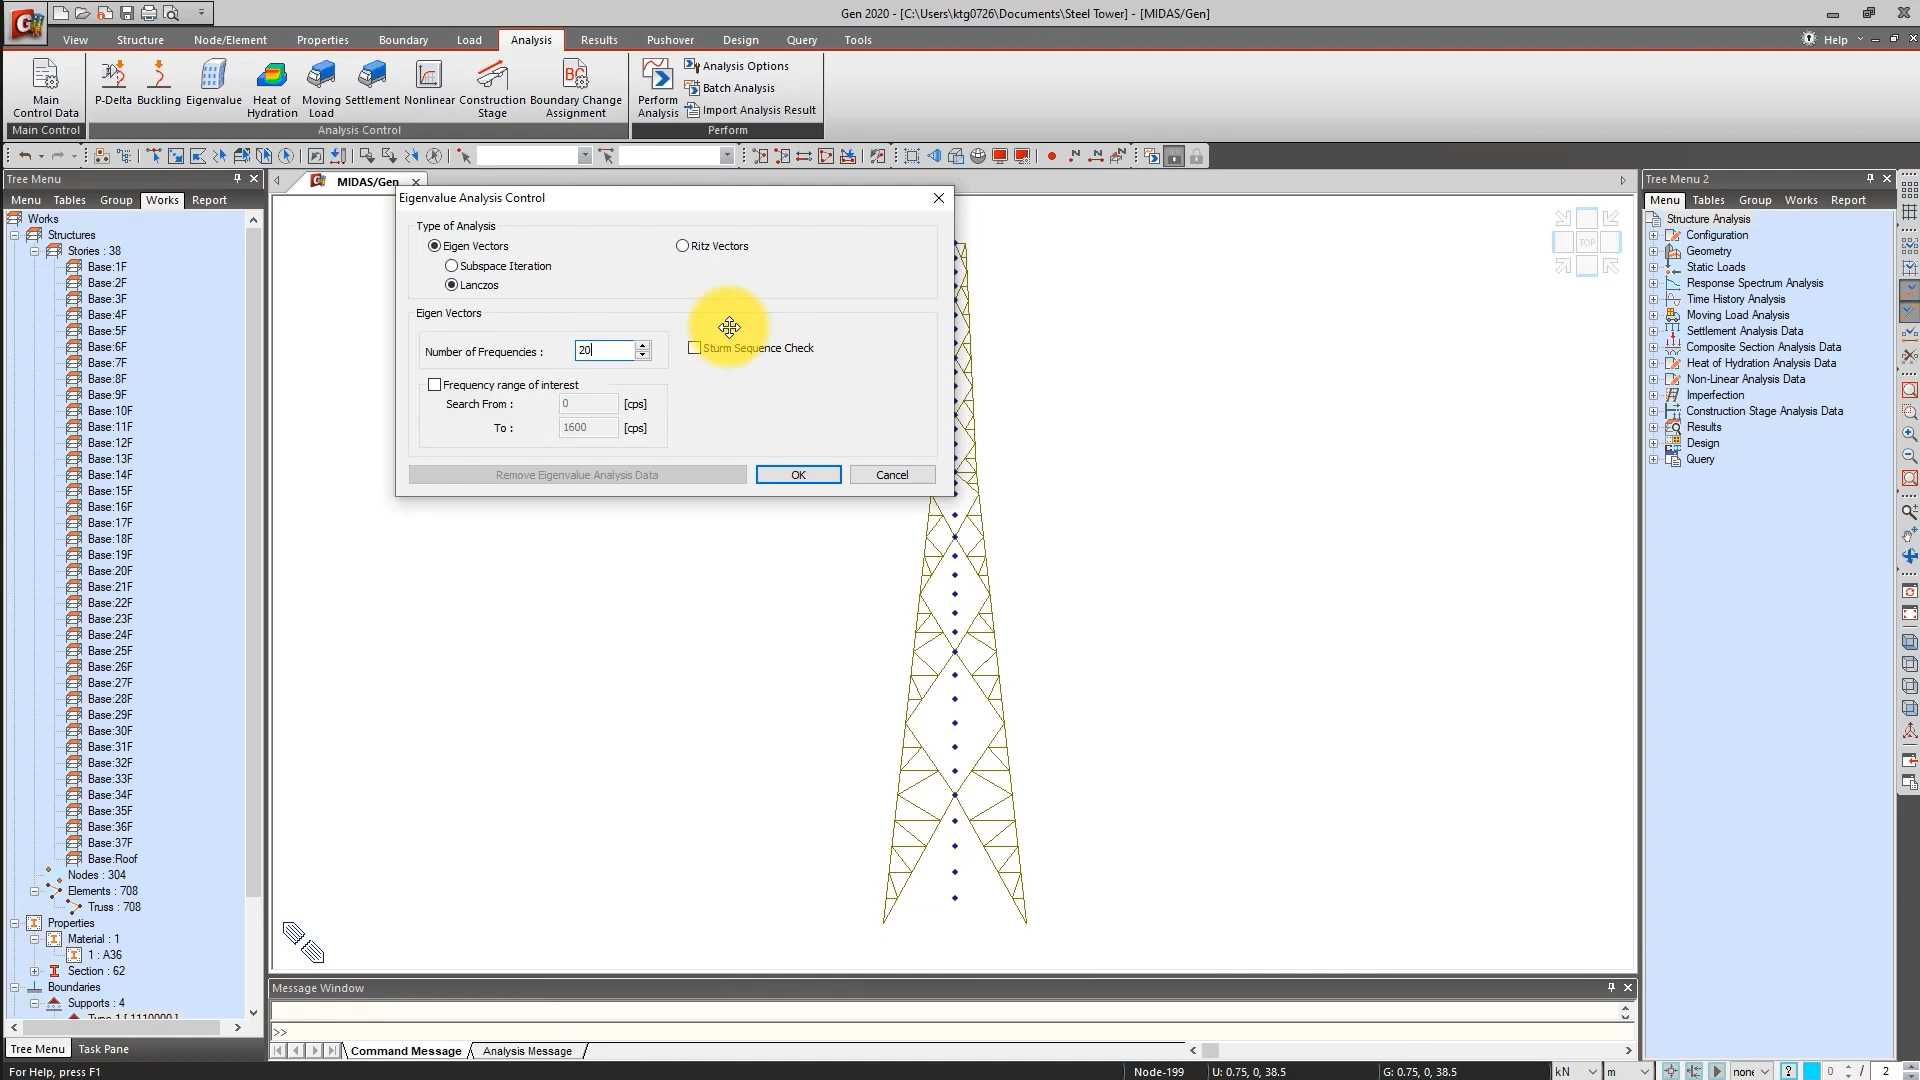 Gen 2020 - [C:\Users\ktg0726\Documents\Steel Tower] - [MIDAS/Gen]
View Structure Node/Element Properties Boundary Load Analysis Results Pushover Design Query Tools
Help
Main Control Data
P-Delta Buckling Eigenvalue Heat of Hydration Moving Load Settlement Nonlinear Construction Stage Boundary Change Assignment
Perform Analysis
Analysis Options
Batch Analysis
Import Analysis Result
Main Control Analysis Control Perform
Tree Menu
Menu Tables Group Works Report
Works
Structures
Stories : 38
Base:1F
Base:2F
Base:3F
Base:4F
Base:5F
Base:6F
Base:7F
Base:8F
Base:9F
Base:10F
Base:11F
Base:12F
Base:13F
Base:14F
Base:15F
Base:16F
Base:17F
Base:18F
Base:19F
Base:20F
Base:21F
Base:22F
Base:23F
Base:24F
Base:25F
Base:26F
Base:27F
Base:28F
Base:29F
Base:30F
Base:31F
Base:32F
Base:33F
Base:34F
Base:35F
Base:36F
Base:37F
Base:Roof
Nodes : 304
Elements : 708
Truss : 708
Properties
Material : 1
1 : A36
Section : 62
Boundaries
Supports : 4
Type 1 [ 1110000 ]
Tree Menu Task Pane
MIDAS/Gen
Eigenvalue Analysis Control
Type of Analysis
Eigen Vectors
Ritz Vectors
Subspace Iteration
Lanczos
Eigen Vectors
Number of Frequencies : 20
Sturm Sequence Check
Frequency range of interest
Search From : 0 [cps]
To : 1600 [cps]
Remove Eigenvalue Analysis Data
OK
Cancel
TOP
Message Window
>>
Command Message Analysis Message
Tree Menu 2
Menu Tables Group Works Report
Structure Analysis
Configuration
Geometry
Static Loads
Response Spectrum Analysis
Time History Analysis
Moving Load Analysis
Settlement Analysis Data
Composite Section Analysis Data
Heat of Hydration Analysis Data
Non-Linear Analysis Data
Imperfection
Construction Stage Analysis Data
Results
Design
Query
For Help, press F1
Node-199
U: 0.75, 0, 38.5
G: 0.75, 0, 38.5
kN
m
none
0 / 2